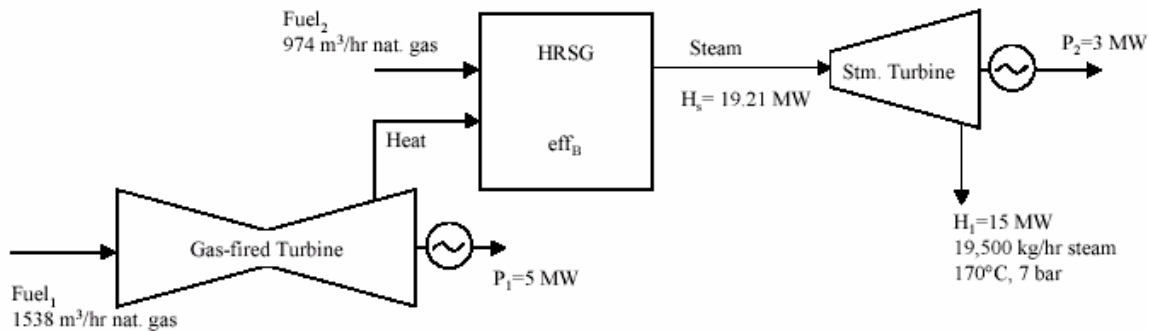 Fuel₂
974 m³/hr nat. gas
HRSG
eff_B
Heat
Steam
Hₛ= 19.21 MW
Stm. Turbine
P₂=3 MW
H₁=15 MW
19,500 kg/hr steam
170°C, 7 bar
Gas-fired Turbine
P₁=5 MW
Fuel₁
1538 m³/hr nat. gas